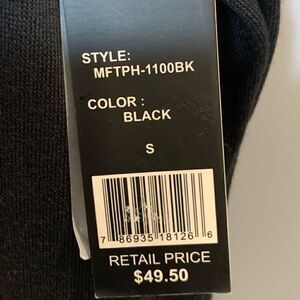 STYLE:
MFTPH-1100BK
COLOR :
BLACK
S
7 86935 18126 6
RETAIL PRICE
$49.50